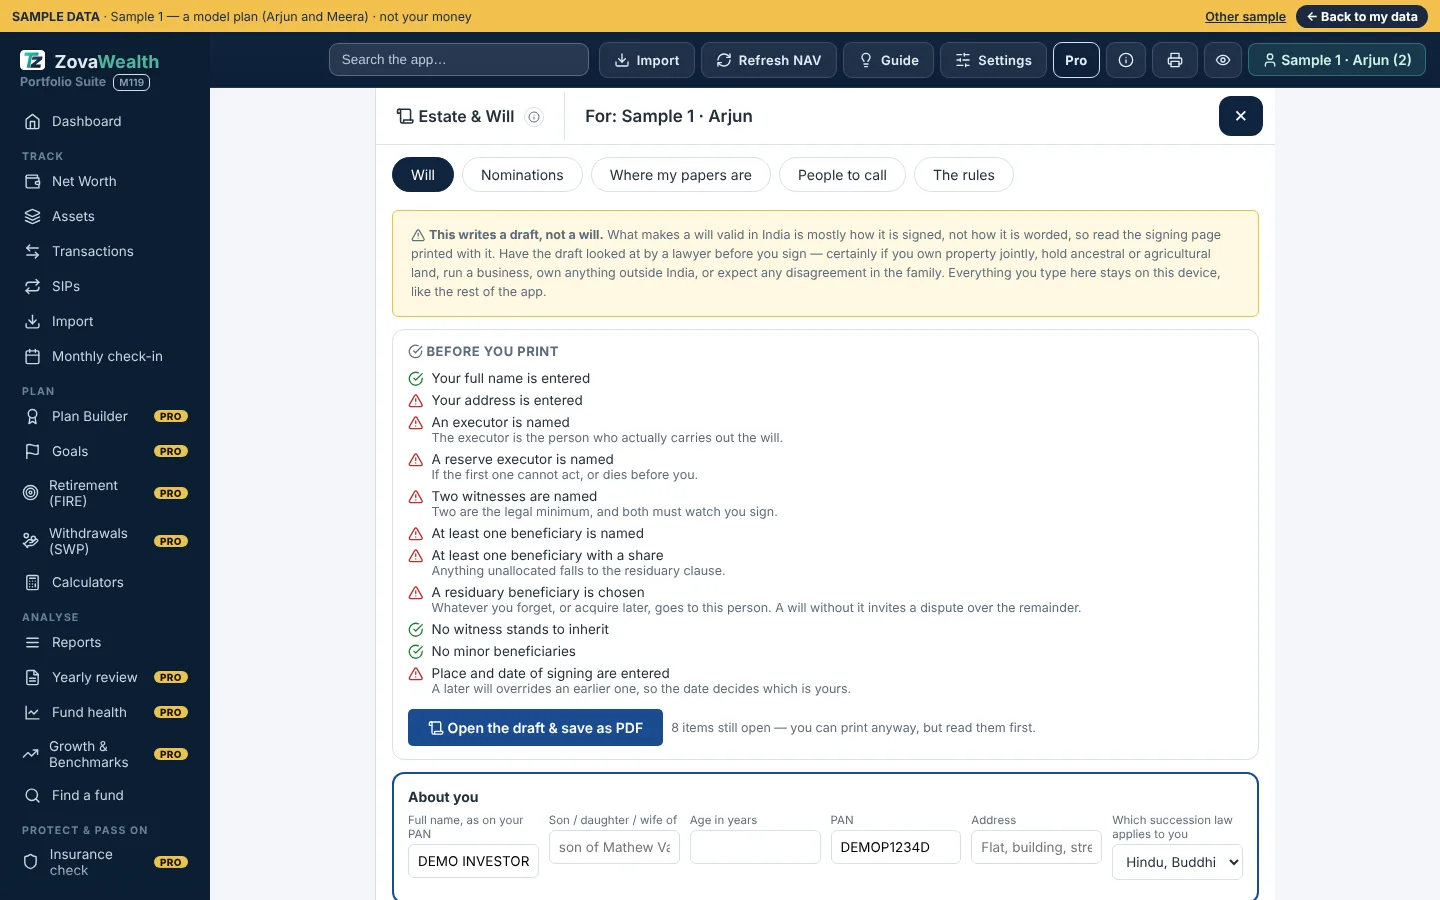 SAMPLE DATA · Sample 1 — a model plan (Arjun and Meera) · not your money
Other sample
← Back to my data
ZovaWealth
Portfolio Suite M119
Search the app…
Import
Refresh NAV
Guide
Settings
Pro
Sample 1 · Arjun (2)
Dashboard
TRACK
Net Worth
Assets
Transactions
SIPs
Import
Monthly check-in
PLAN
Plan Builder PRO
Goals PRO
Retirement (FIRE) PRO
Withdrawals (SWP) PRO
Calculators
ANALYSE
Reports
Yearly review PRO
Fund health PRO
Growth & Benchmarks PRO
Find a fund
PROTECT & PASS ON
Insurance check PRO
Estate & Will
For: Sample 1 · Arjun
Will
Nominations
Where my papers are
People to call
The rules
This writes a draft, not a will. What makes a will valid in India is mostly how it is signed, not how it is worded, so read the signing page
printed with it. Have the draft looked at by a lawyer before you sign — certainly if you own property jointly, hold ancestral or agricultural
land, run a business, own anything outside India, or expect any disagreement in the family. Everything you type here stays on this device,
like the rest of the app.
BEFORE YOU PRINT
Your full name is entered
Your address is entered
An executor is named
The executor is the person who actually carries out the will.
A reserve executor is named
If the first one cannot act, or dies before you.
Two witnesses are named
Two are the legal minimum, and both must watch you sign.
At least one beneficiary is named
At least one beneficiary with a share
Anything unallocated falls to the residuary clause.
A residuary beneficiary is chosen
Whatever you forget, or acquire later, goes to this person. A will without it invites a dispute over the remainder.
No witness stands to inherit
No minor beneficiaries
Place and date of signing are entered
A later will overrides an earlier one, so the date decides which is yours.
Open the draft & save as PDF
8 items still open — you can print anyway, but read them first.
About you
Full name, as on your PAN
DEMO INVESTOR
Son / daughter / wife of
son of Mathew Va
Age in years
PAN
DEMOP1234D
Address
Flat, building, stre
Which succession law applies to you
Hindu, Buddhi